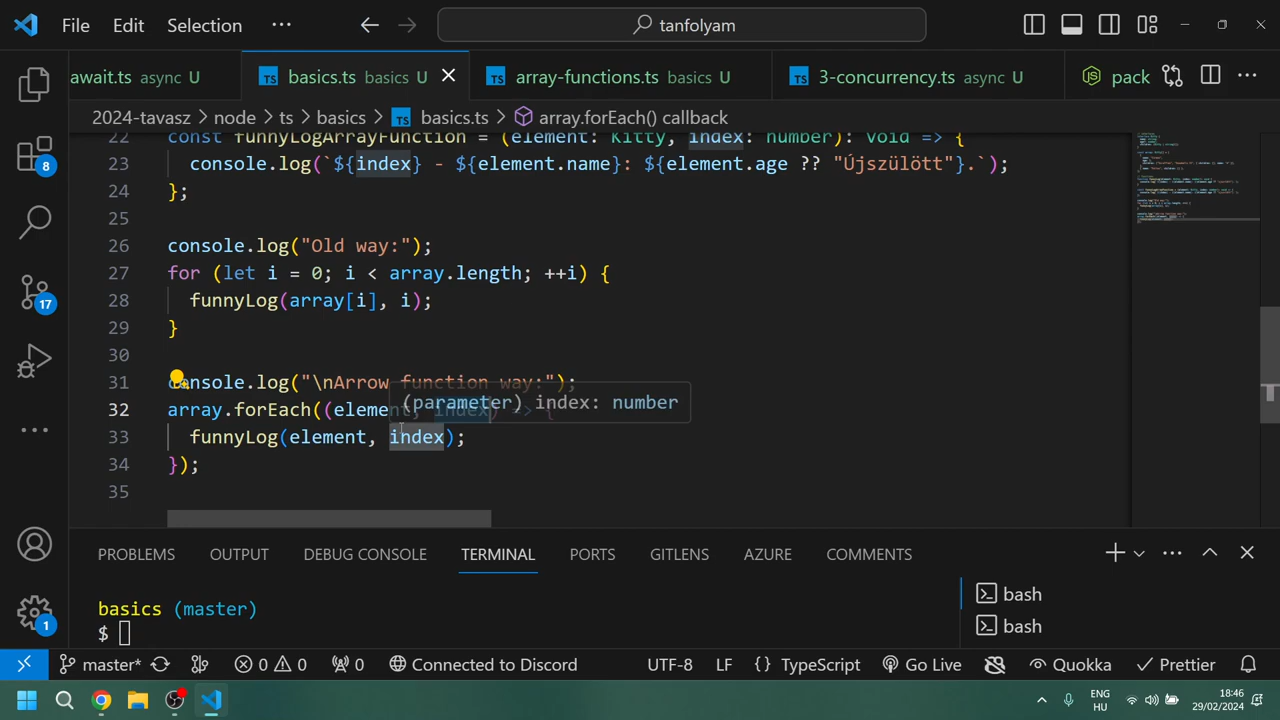 File Edit Selection ··· tanfolyam
await.ts async U basics.ts basics U array-functions.ts basics U 3-concurrency.ts async U pack ···
2024-tavasz > node > ts > basics > basics.ts > array.forEach() callback
22 const funnyLogArrayFunction = (element: Kitty, index: number): void => {
23 console.log(`${index} - ${element.name}: ${element.age ?? "Újszülött"}.`);
24 };
25
26 console.log("Old way:");
27 for (let i = 0; i < array.length; ++i) {
28 funnyLog(array[i], i);
29 }
30
31 console.log("\nArrow function way:");
(parameter) index: number
32 array.forEach((element, index) => {
33 funnyLog(element, index);
34 });
35
8
17
1
PROBLEMS OUTPUT DEBUG CONSOLE TERMINAL PORTS GITLENS AZURE COMMENTS
basics (master)
$
bash
bash
master* 0 0 0 Connected to Discord UTF-8 LF {} TypeScript Go Live Quokka Prettier
ENG
HU
18:46
29/02/2024